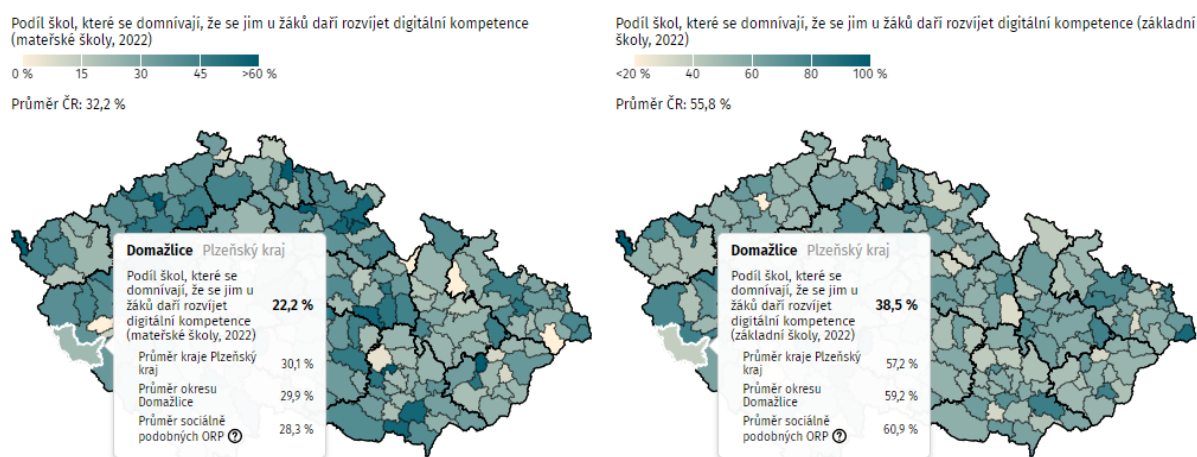 Podíl škol, které se domnívají, že se jim u žáků daří rozvíjet digitální kompetence
(mateřské školy, 2022)
0 % 15 30 45 >60 %
Průměr ČR: 32,2 %
Domažlice Plzeňský kraj
Podíl škol, které se
domnívají, že se jim u
žáků daří rozvíjet 22,2 %
digitální kompetence
(mateřské školy, 2022)
Průměr kraje Plzeňský
kraj 30,1 %
Průměr okresu
Domažlice 29,9 %
Průměr sociálně
podobných ORP ? 28,3 %
Podíl škol, které se domnívají, že se jim u žáků daří rozvíjet digitální kompetence (základní
školy, 2022)
<20 % 40 60 80 100 %
Průměr ČR: 55,8 %
Domažlice Plzeňský kraj
Podíl škol, které se
domnívají, že se jim u
žáků daří rozvíjet 38,5 %
digitální kompetence
(základní školy, 2022)
Průměr kraje Plzeňský
kraj 57,2 %
Průměr okresu
Domažlice 59,2 %
Průměr sociálně
podobných ORP ? 60,9 %